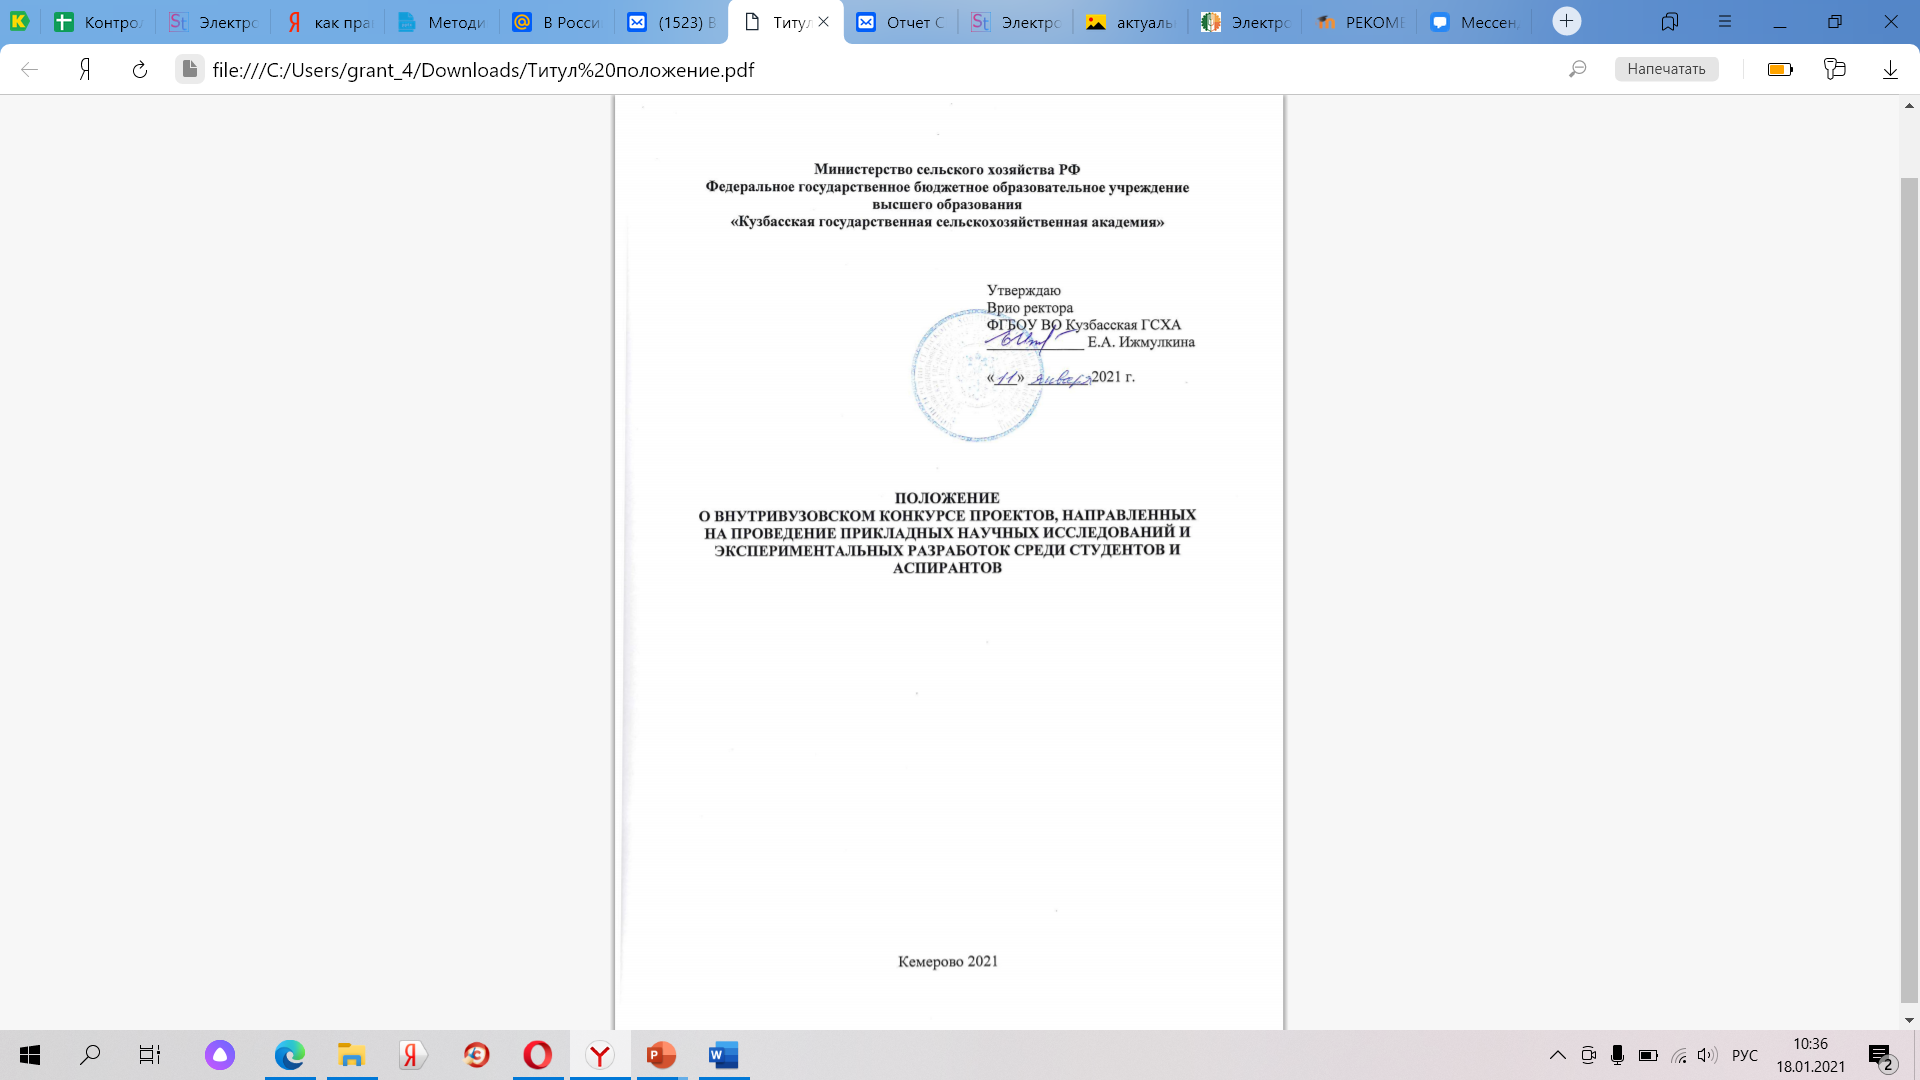 Контрол
Электро
как пра
Методи
В Росси
(1523) В
Титул
Отчет С
Электро
актуаль
Электро
РЕКОМЕ
Мессен
file:///C:/Users/grant_4/Downloads/Титул%20положение.pdf
Напечатать
Министерство сельского хозяйства РФ
Федеральное государственное бюджетное образовательное учреждение
высшего образования
«Кузбасская государственная сельскохозяйственная академия»
Утверждаю
Врио ректора
ФГБОУ ВО Кузбасская ГСХА
Е.А. Ижмулкина
«11» января 2021 г.
ПОЛОЖЕНИЕ
О ВНУТРИВУЗОВСКОМ КОНКУРСЕ ПРОЕКТОВ, НАПРАВЛЕННЫХ
НА ПРОВЕДЕНИЕ ПРИКЛАДНЫХ НАУЧНЫХ ИССЛЕДОВАНИЙ И
ЭКСПЕРИМЕНТАЛЬНЫХ РАЗРАБОТОК СРЕДИ СТУДЕНТОВ И
АСПИРАНТОВ
Кемерово 2021
РУС
10:36
18.01.2021
2